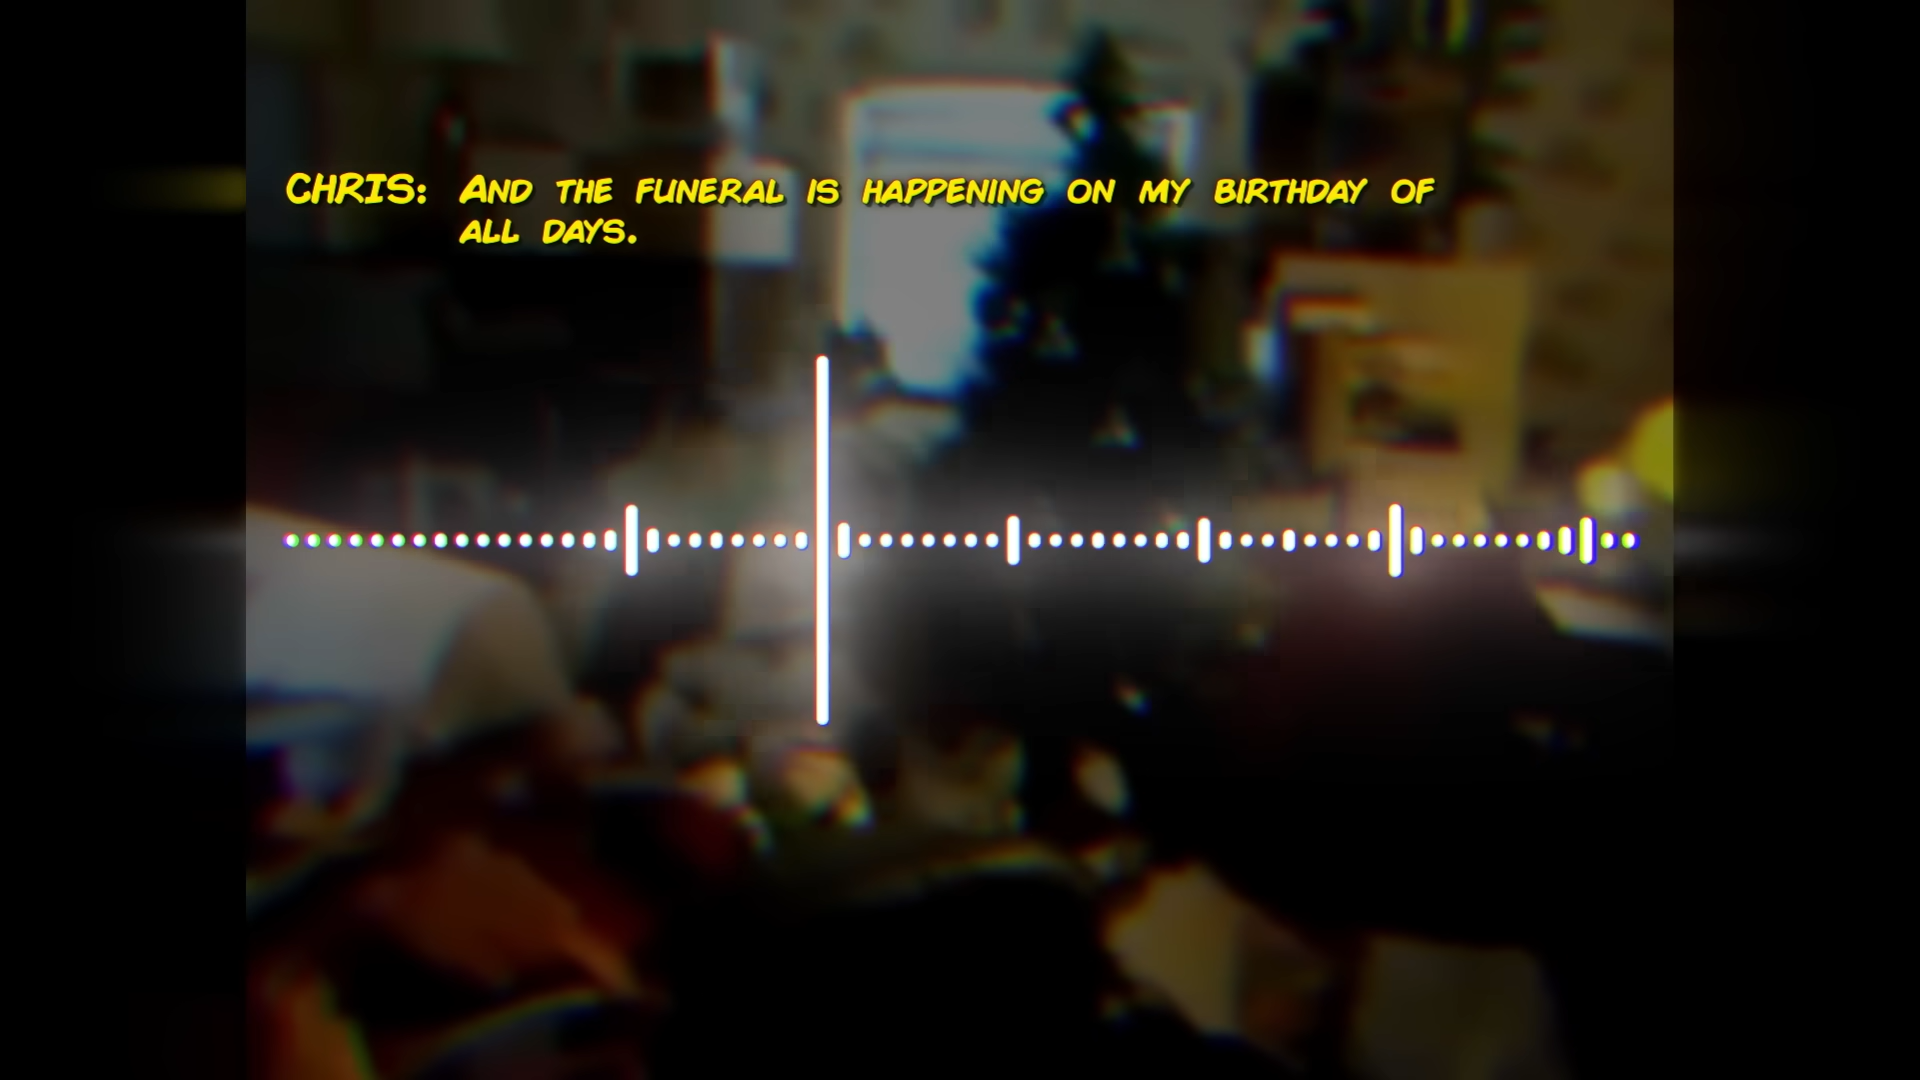 CHRIS: AND THE FUNERAL IS HAPPENING ON MY BIRTHDAY OF
ALL DAYS.